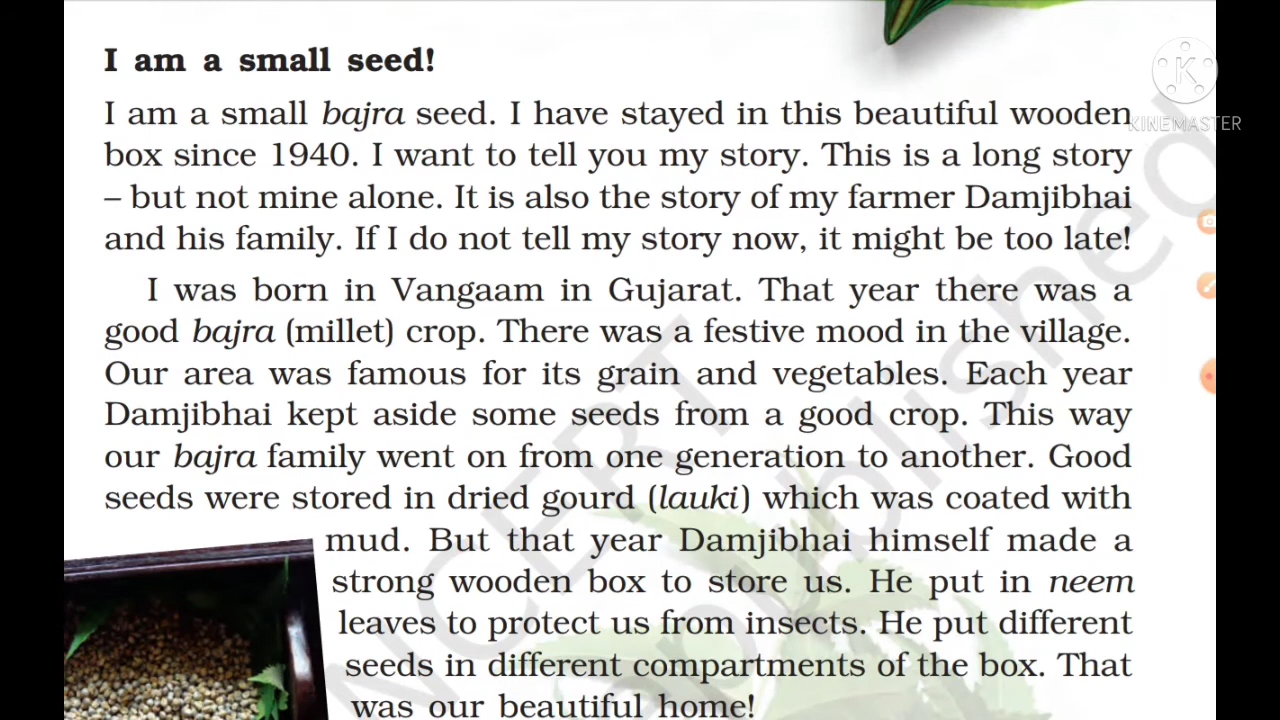 I am a small seed!
I am a small bajra seed. I have stayed in this beautiful wooden
box since 1940. I want to tell you my story. This is a long story
– but not mine alone. It is also the story of my farmer Damjibhai
and his family. If I do not tell my story now, it might be too late!
I was born in Vangaam in Gujarat. That year there was a
good bajra (millet) crop. There was a festive mood in the village.
Our area was famous for its grain and vegetables. Each year
Damjibhai kept aside some seeds from a good crop. This way
our bajra family went on from one generation to another. Good
seeds were stored in dried gourd (lauki) which was coated with
mud. But that year Damjibhai himself made a
strong wooden box to store us. He put in neem
leaves to protect us from insects. He put different
seeds in different compartments of the box. That
was our beautiful home!
K
KINEMASTER
NCERT
published